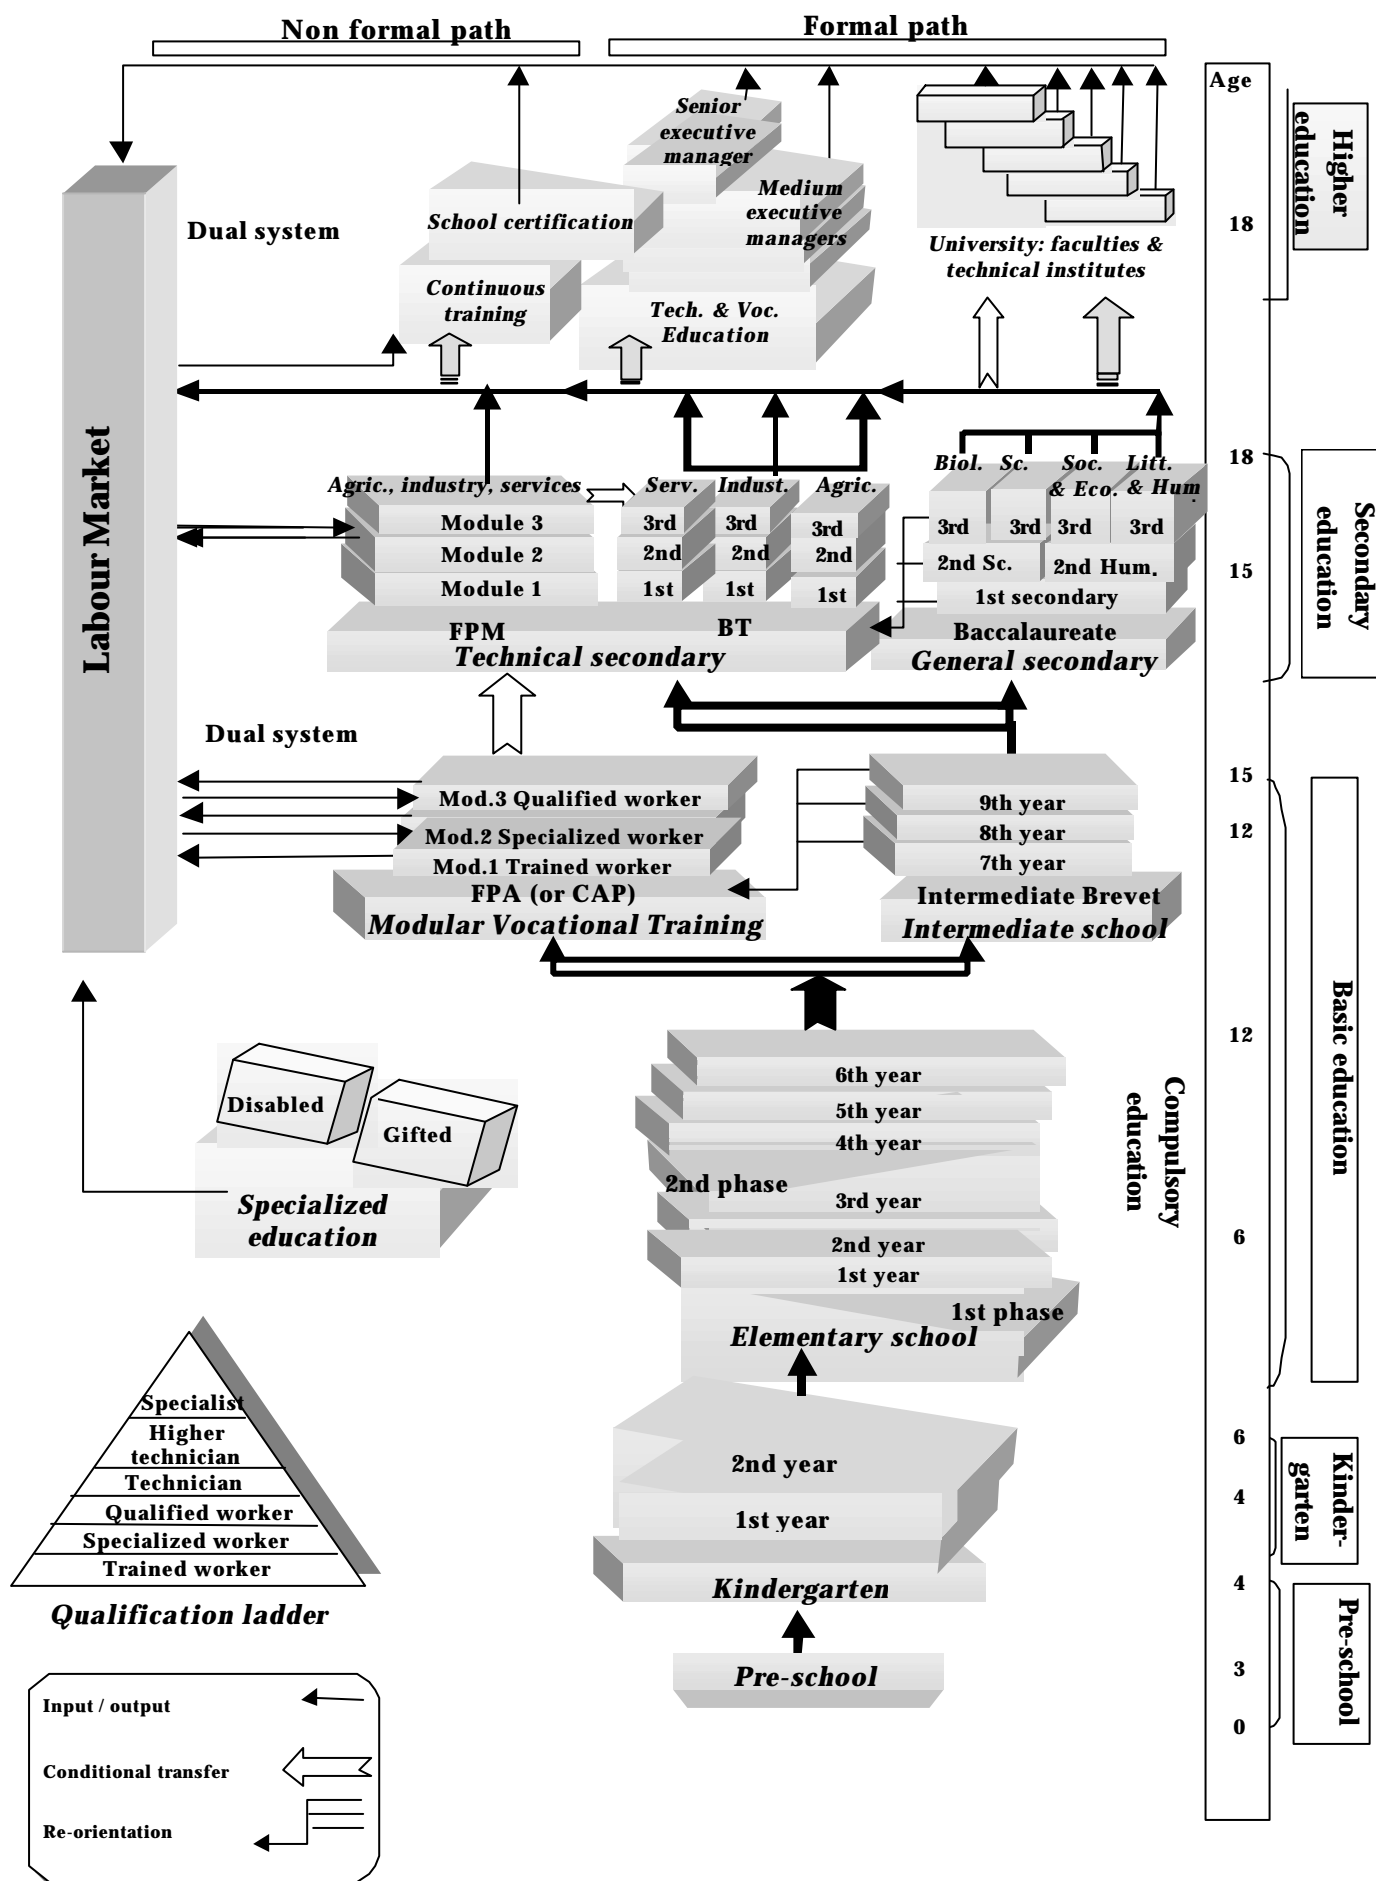 Non formal path
Formal path
Age
Higher
education
Senior
executive
manager
Medium
executive
managers
School certification
Dual system
18
University: faculties &
technical institutes
Continuous
training
Tech. & Voc.
Education
Labour Market
18
Biol.
Sc.
Soc.
& Eco.
Litt.
& Hum
Agric., industry, services
Serv.
Indust.
Agric.
Module 3
3rd
3rd
3rd
3rd
3rd
3rd
3rd
Module 2
2nd
2nd
2nd
2nd Sc.
2nd Hum.
15
Module 1
1st
1st
1st
1st secondary
Secondary
education
FPM
BT
Technical secondary
Baccalaureate
General secondary
Dual system
15
Mod.3 Qualified worker
9th year
12
Mod.2 Specialized worker
8th year
Mod.1 Trained worker
7th year
FPA (or CAP)
Modular Vocational Training
Intermediate Brevet
Intermediate school
Basic education
12
6th year
5th year
4th year
2nd phase
3rd year
2nd year
1st year
1st phase
Elementary school
Compulsory
education
6
Disabled
Gifted
Specialized
education
Specialist
Higher
technician
Technician
Qualified worker
Specialized worker
Trained worker
Qualification ladder
6
2nd year
4
1st year
Kinder-
garten
4
Kindergarten
Pre-school
3
Pre-school
0
Input / output
Conditional transfer
Re-orientation